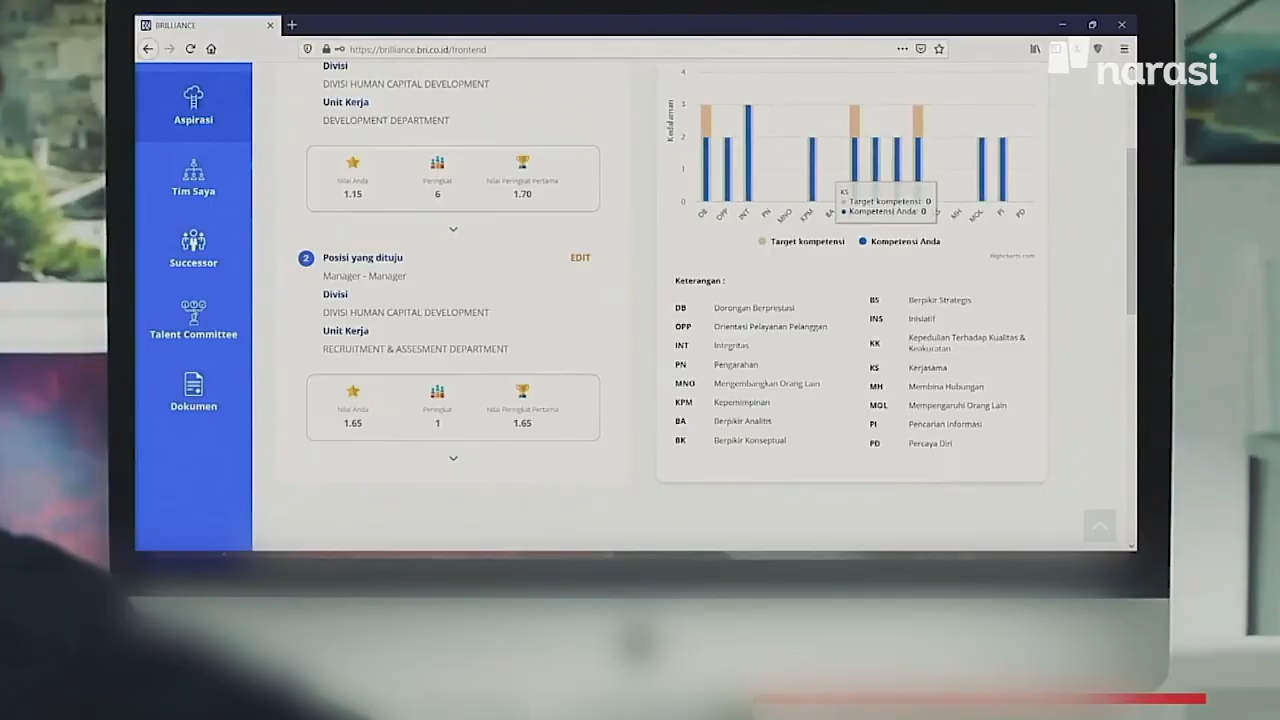 BRILLIANCE
https://brilliance.bri.co.id/frontend
narasi
Aspirasi
Tim Saya
Successor
Talent Committee
Dokumen
Divisi
DIVISI HUMAN CAPITAL DEVELOPMENT
Unit Kerja
DEVELOPMENT DEPARTMENT
Nilai Anda
Peringkat
Nilai Peringkat Pertama
1.15
6
1.70
2 Posisi yang dituju EDIT
Manager - Manager
Divisi
DIVISI HUMAN CAPITAL DEVELOPMENT
Unit Kerja
RECRUITMENT & ASSESMENT DEPARTMENT
Nilai Anda
Peringkat
Nilai Peringkat Pertama
1.65
1
1.65
Kedalaman
4
3
2
1
0
DB OPP INT PN MNO KPM BA MH MOL PI PD
KS
Target kompetensi: 0
Kompetensi Anda: 0
Target kompetensi Kompetensi Anda
Highcharts.com
Keterangan :
DB Dorongan Berprestasi
OPP Orientasi Pelayanan Pelanggan
INT Integritas
PN Pengarahan
MNO Mengembangkan Orang Lain
KPM Kepemimpinan
BA Berpikir Analitis
BK Berpikir Konseptual
BS Berpikir Strategis
INS Inisiatif
KK Kepedulian Terhadap Kualitas &
Keakuratan
KS Kerjasama
MH Membina Hubungan
MOL Mempengaruhi Orang Lain
PI Pencarian Informasi
PD Percaya Diri